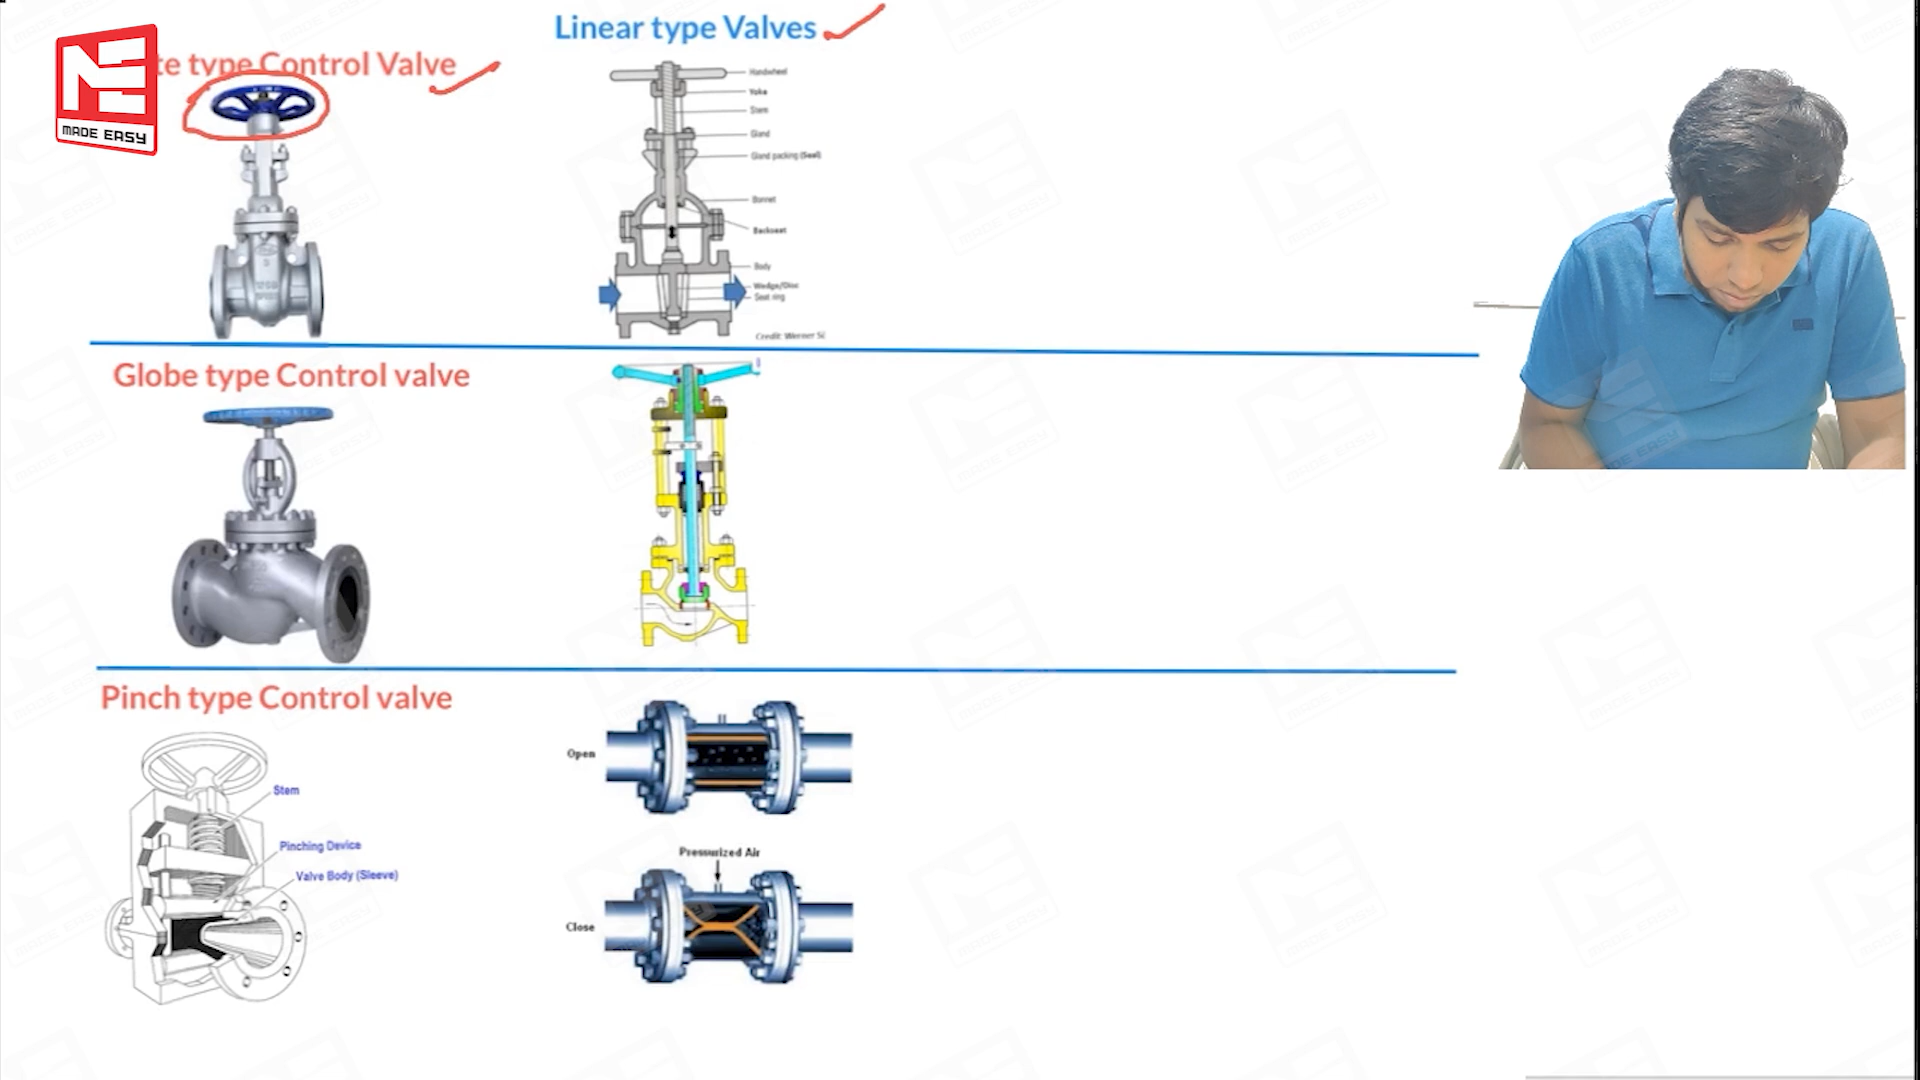 Linear type Valves
te type Control Valve
MADE EASY
Handwheel
Yoke
Stem
Gland
Gland packing (Seal)
Bonnet
Backseat
Body
Wedge/Disc
Seat ring
Credit: Werner Sö
Globe type Control valve
Pinch type Control valve
Stem
Pinching Device
Valve Body (Sleeve)
Open
Pressurized Air
Close